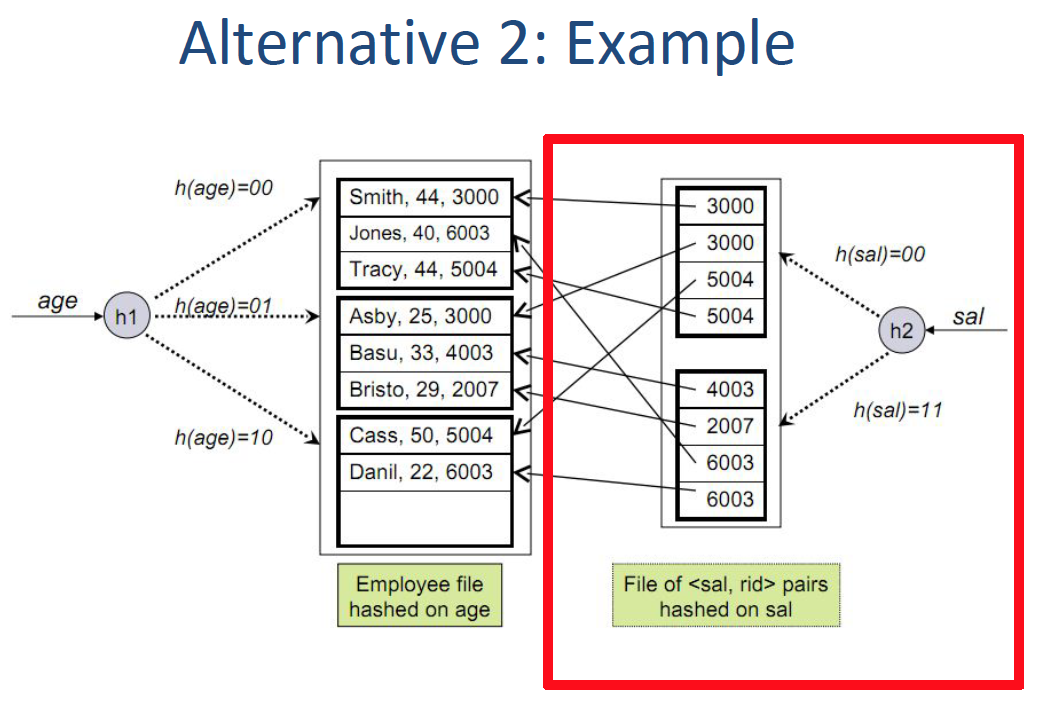 Alternative 2: Example
h(age)=00
age
h1
h(age)=01
h(age)=10
Smith, 44, 3000
Jones, 40, 6003
Tracy, 44, 5004
Asby, 25, 3000
Basu, 33, 4003
Bristo, 29, 2007
Cass, 50, 5004
Danil, 22, 6003
Employee file
hashed on age
3000
3000
5004
5004
4003
2007
6003
6003
File of <sal, rid> pairs
hashed on sal
h(sal)=00
h2
sal
h(sal)=11